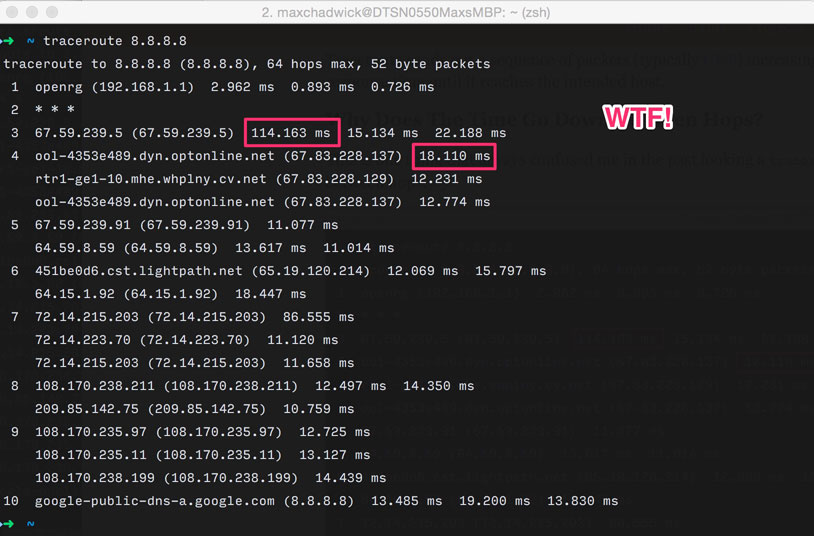 2. maxchadwick@DTSN0550MaxsMBP: ~ (zsh)
~ traceroute 8.8.8.8
traceroute to 8.8.8.8 (8.8.8.8), 64 hops max, 52 byte packets
1 openrg (192.168.1.1) 2.962 ms 0.893 ms 0.726 ms
WTF!
2 * * *
3 67.59.239.5 (67.59.239.5) 114.163 ms 15.134 ms 22.188 ms
4 ool-4353e489.dyn.optonline.net (67.83.228.137) 18.110 ms
rtr1-ge1-10.mhe.whplny.cv.net (67.83.228.129) 12.231 ms
ool-4353e489.dyn.optonline.net (67.83.228.137) 12.774 ms
5 67.59.239.91 (67.59.239.91) 11.077 ms
64.59.8.59 (64.59.8.59) 13.617 ms 11.014 ms
6 451be0d6.cst.lightpath.net (65.19.120.214) 12.069 ms 15.797 ms
64.15.1.92 (64.15.1.92) 18.447 ms
7 72.14.215.203 (72.14.215.203) 86.555 ms
72.14.223.70 (72.14.223.70) 11.120 ms
72.14.215.203 (72.14.215.203) 11.658 ms
8 108.170.238.211 (108.170.238.211) 12.497 ms 14.350 ms
209.85.142.75 (209.85.142.75) 10.759 ms
9 108.170.235.97 (108.170.235.97) 12.725 ms
108.170.235.11 (108.170.235.11) 13.127 ms
108.170.238.199 (108.170.238.199) 14.439 ms
10 google-public-dns-a.google.com (8.8.8.8) 13.485 ms 19.200 ms 13.830 ms
~